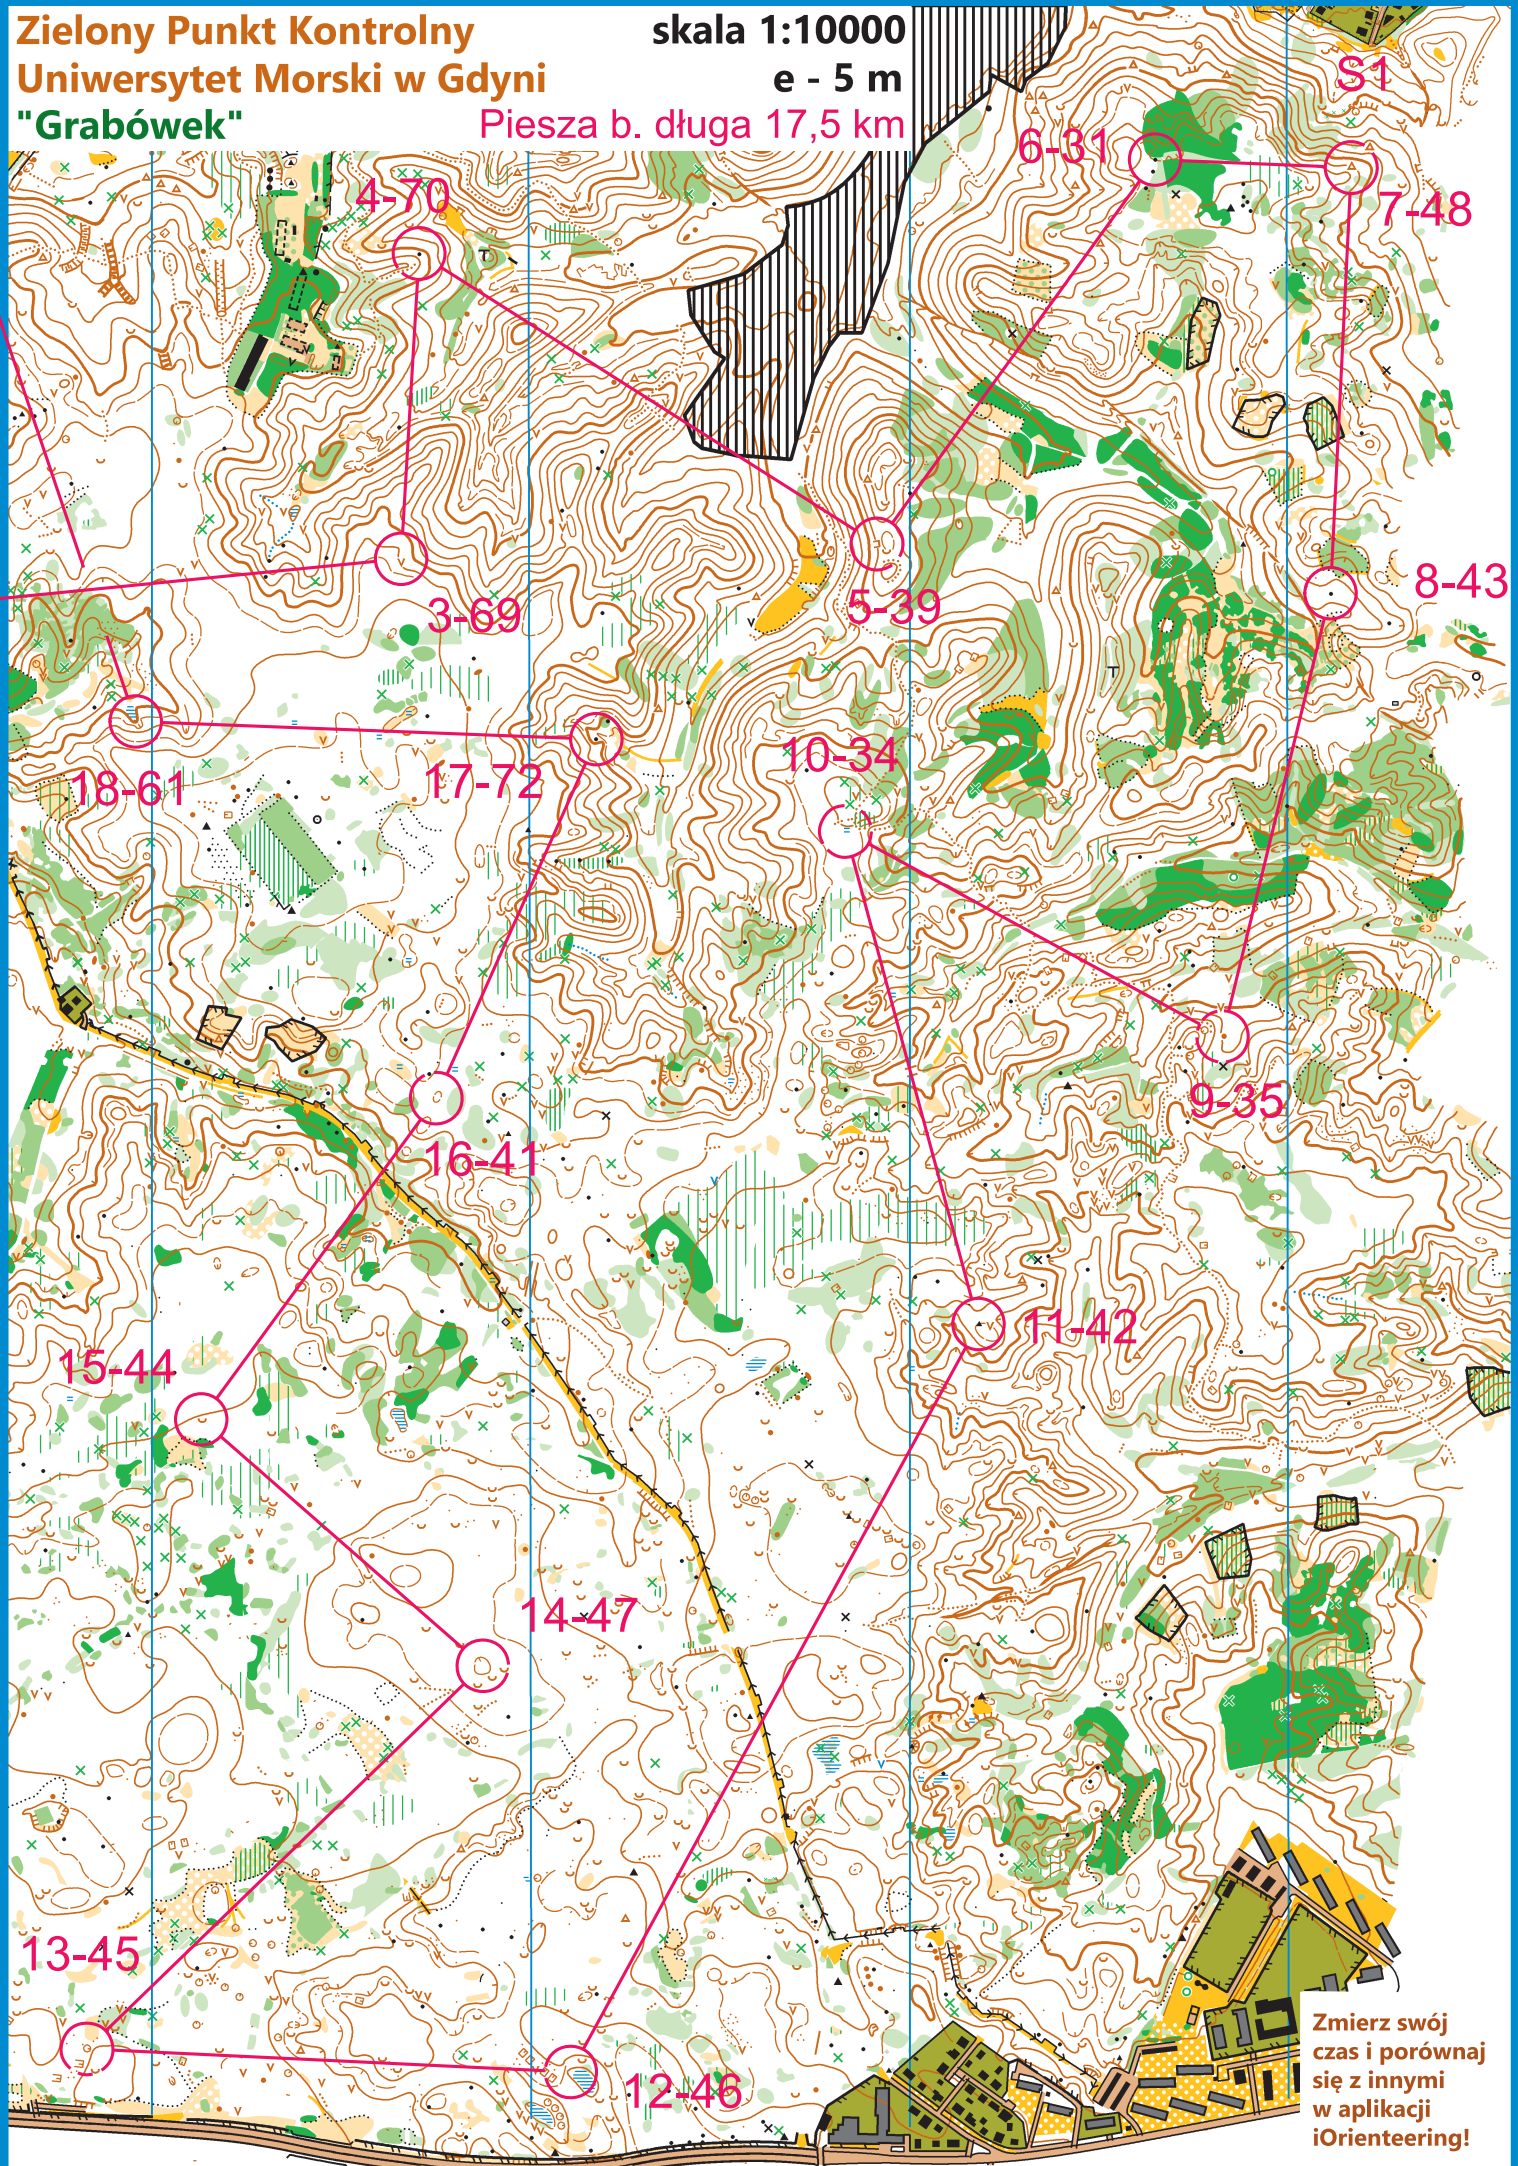 Zielony Punkt Kontrolny
Uniwersytet Morski w Gdyni
"Grabówek"
skala 1:10000
e - 5 m
Piesza b. długa 17,5 km
S1
6-31
7-48
4-70
8-43
5-39
3-69
10-34
17-72
18-61
9-35
16-41
11-42
15-44
14-47
13-45
12-46
Zmierz swój
czas i porównaj
się z innymi
w aplikacji
iOrienteering!